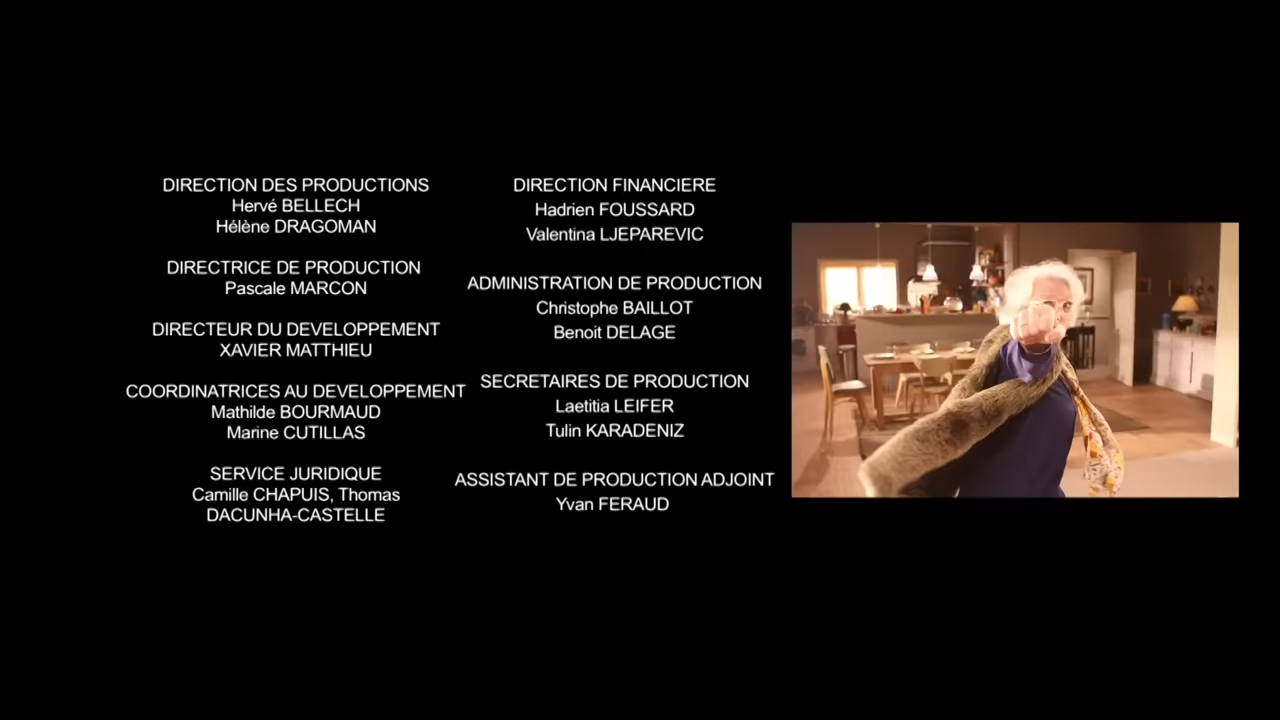 DIRECTION DES PRODUCTIONS
Hervé BELLECH
Hélène DRAGOMAN
DIRECTRICE DE PRODUCTION
Pascale MARCON
DIRECTEUR DU DEVELOPPEMENT
XAVIER MATTHIEU
COORDINATRICES AU DEVELOPPEMENT
Mathilde BOURMAUD
Marine CUTILLAS
SERVICE JURIDIQUE
Camille CHAPUIS, Thomas
DACUNHA-CASTELLE
DIRECTION FINANCIERE
Hadrien FOUSSARD
Valentina LJEPAREVIC
ADMINISTRATION DE PRODUCTION
Christophe BAILLOT
Benoit DELAGE
SECRETAIRES DE PRODUCTION
Laetitia LEIFER
Tulin KARADENIZ
ASSISTANT DE PRODUCTION ADJOINT
Yvan FERAUD